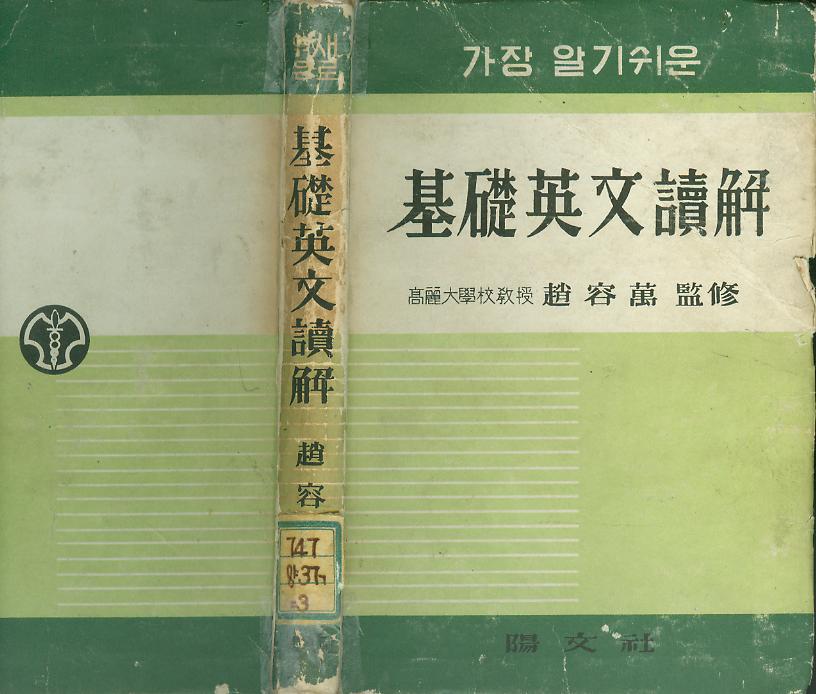 가장 알기쉬운
基礎英文讀解
高麗大學校敎授 趙容萬 監修
陽文社
基礎英文讀解
趙容
747
3